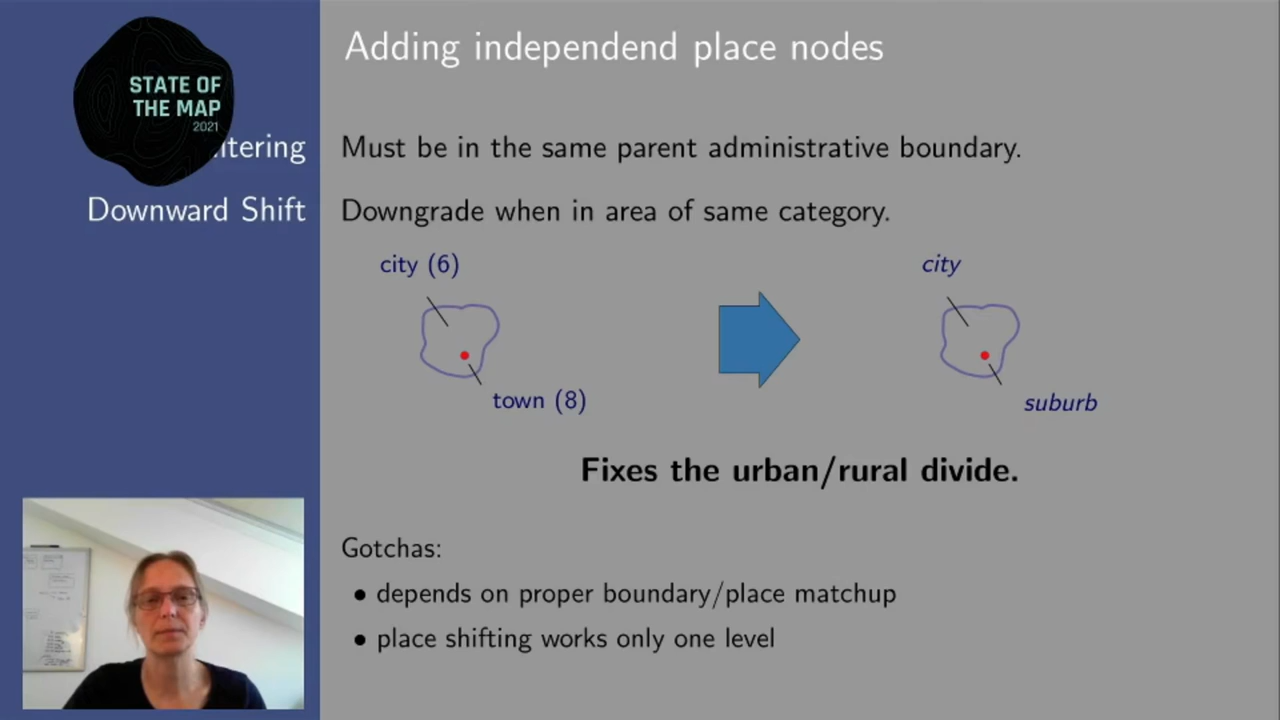 Adding independend place nodes
STATE OF
THE MAP
2021
Must be in the same parent administrative boundary.
Downward Shift
Downgrade when in area of same category.
city (6)
city
town (8)
suburb
Fixes the urban/rural divide.
Gotchas:
• depends on proper boundary/place matchup
• place shifting works only one level